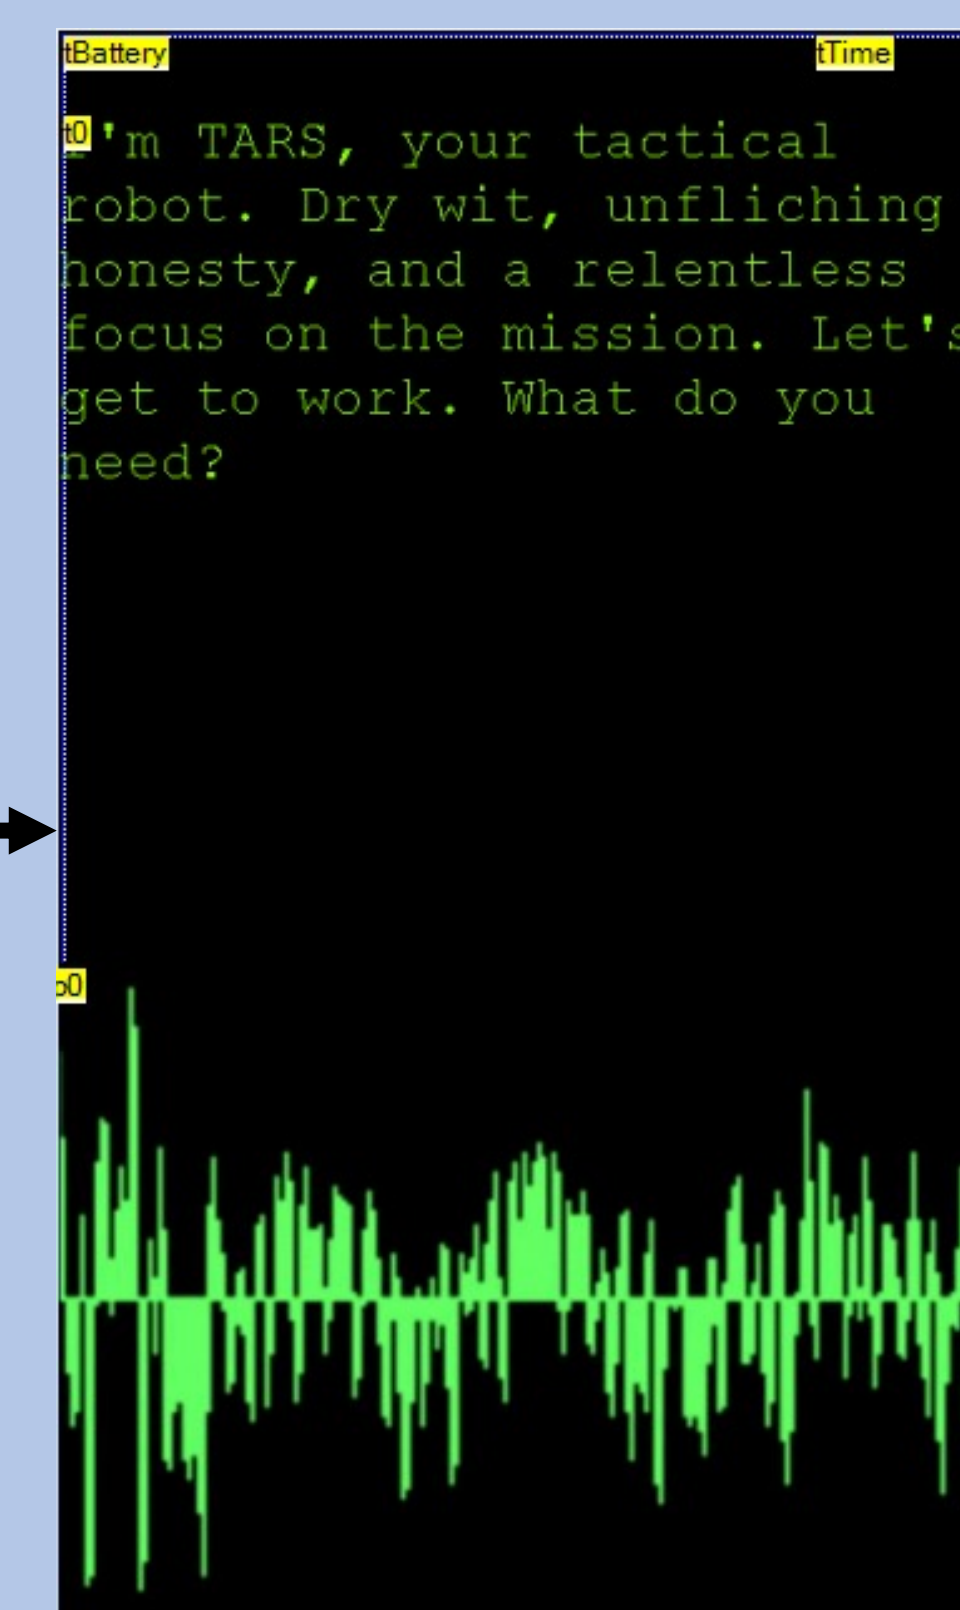 tBattery tTime
t0
I'm TARS, your tactical
robot. Dry wit, unfliching
honesty, and a relentless
focus on the mission. Let's
get to work. What do you
need?